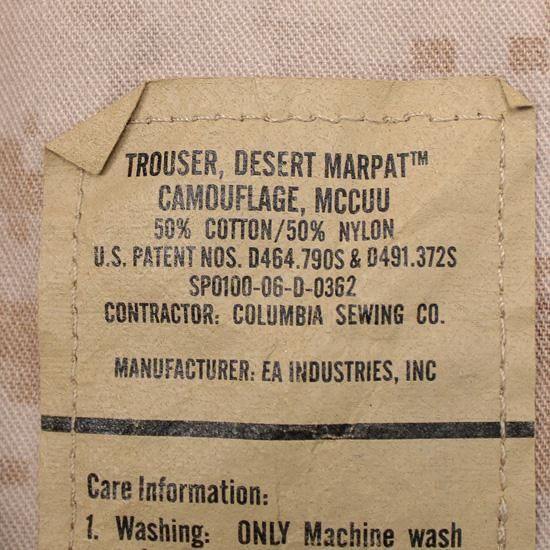 TROUSER, DESERT MARPAT™
CAMOUFLAGE, MCCUU
50% COTTON/50% NYLON
U.S. PATENT NOS. D464.790S & D491.372S
SP0100-06-D-0362
CONTRACTOR: COLUMBIA SEWING CO.
MANUFACTURER: EA INDUSTRIES, INC
Care Information:
1. Washing: ONLY Machine wash